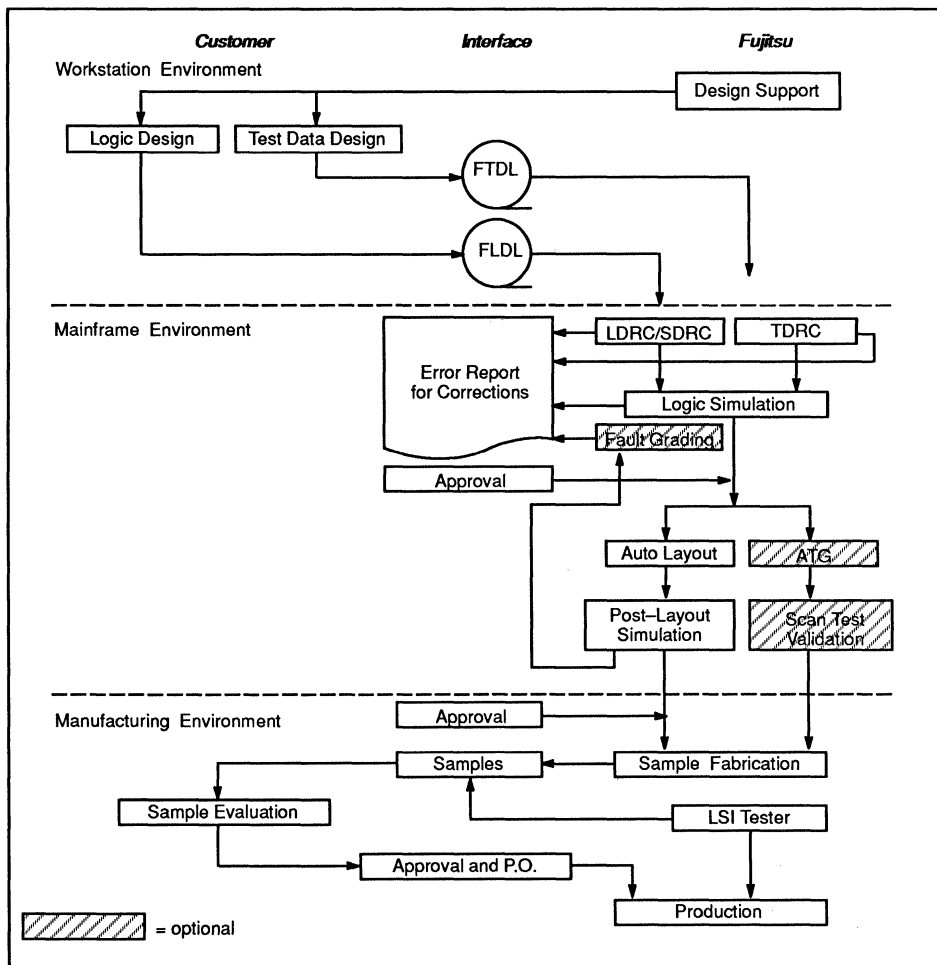 Customer
Interface
Fujitsu
Workstation Environment
Design Support
Logic Design
Test Data Design
FTDL
FLDL
Mainframe Environment
LDRC/SDRC
TDRC
Error Report
for Corrections
Logic Simulation
Fault Grading
Approval
Auto Layout
ATG
Post–Layout
Simulation
Scan Test
Validation
Manufacturing Environment
Approval
Samples
Sample Fabrication
Sample Evaluation
LSI Tester
Approval and P.O.
Production
= optional